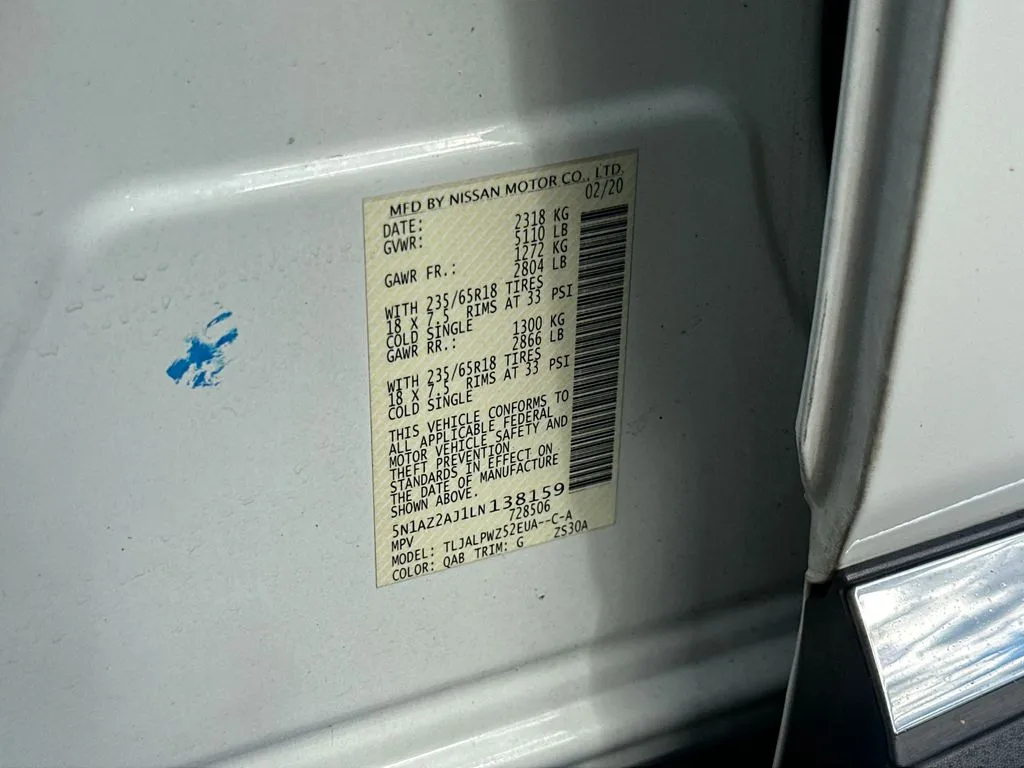 MFD BY NISSAN MOTOR CO., LTD.
DATE: 02/20
GVWR: 2318 KG
5110 LB
GAWR FR.: 1272 KG
2804 LB
WITH 235/65R18 TIRES
18 X 7.5 RIMS AT 33 PSI
COLD SINGLE
GAWR RR.: 1300 KG
2866 LB
WITH 235/65R18 TIRES
18 X 7.5 RIMS AT 33 PSI
COLD SINGLE
THIS VEHICLE CONFORMS TO
ALL APPLICABLE FEDERAL
MOTOR VEHICLE SAFETY AND
THEFT PREVENTION
STANDARDS IN EFFECT ON
THE DATE OF MANUFACTURE
SHOWN ABOVE.
5N1AZ2AJ1LN138159
MPV 728506
MODEL: TLJALPWZ52EUA--C-A
COLOR: QAB TRIM: G ZS30A